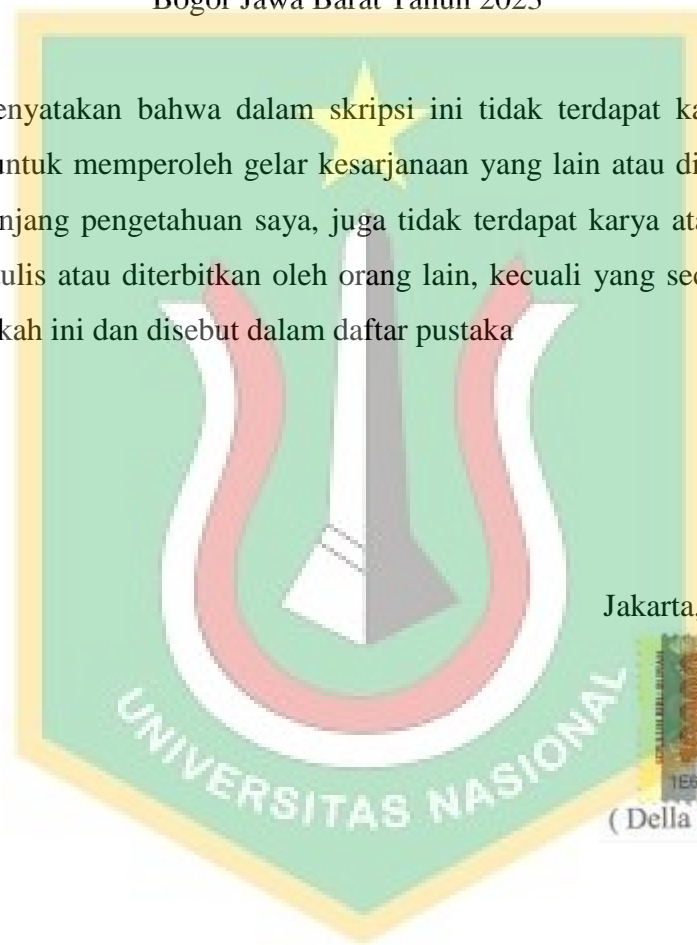 Bogor Jawa Barat Tahun 2023
enyatakan bahwa dalam skripsi ini tidak terdapat ka
untuk memperoleh gelar kesarjanaan yang lain atau di
njang pengetahuan saya, juga tidak terdapat karya ata
ulis atau diterbitkan oleh orang lain, kecuali yang sec
kah ini dan disebut dalam daftar pustaka
Jakarta,
1E6
( Della
UNIVERSITAS NASIONAL